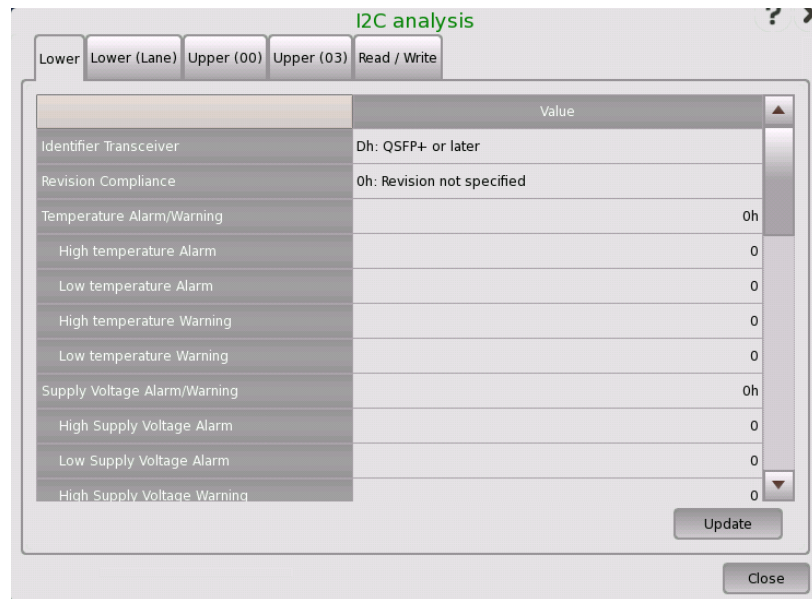 I2C analysis ?
Lower Lower (Lane) Upper (00) Upper (03) Read / Write
Value
Identifier Transceiver Dh: QSFP+ or later
Revision Compliance 0h: Revision not specified
Temperature Alarm/Warning 0h
High temperature Alarm 0
Low temperature Alarm 0
High temperature Warning 0
Low temperature Warning 0
Supply Voltage Alarm/Warning 0h
High Supply Voltage Alarm 0
Low Supply Voltage Alarm 0
High Supply Voltage Warning 0
Update
Close